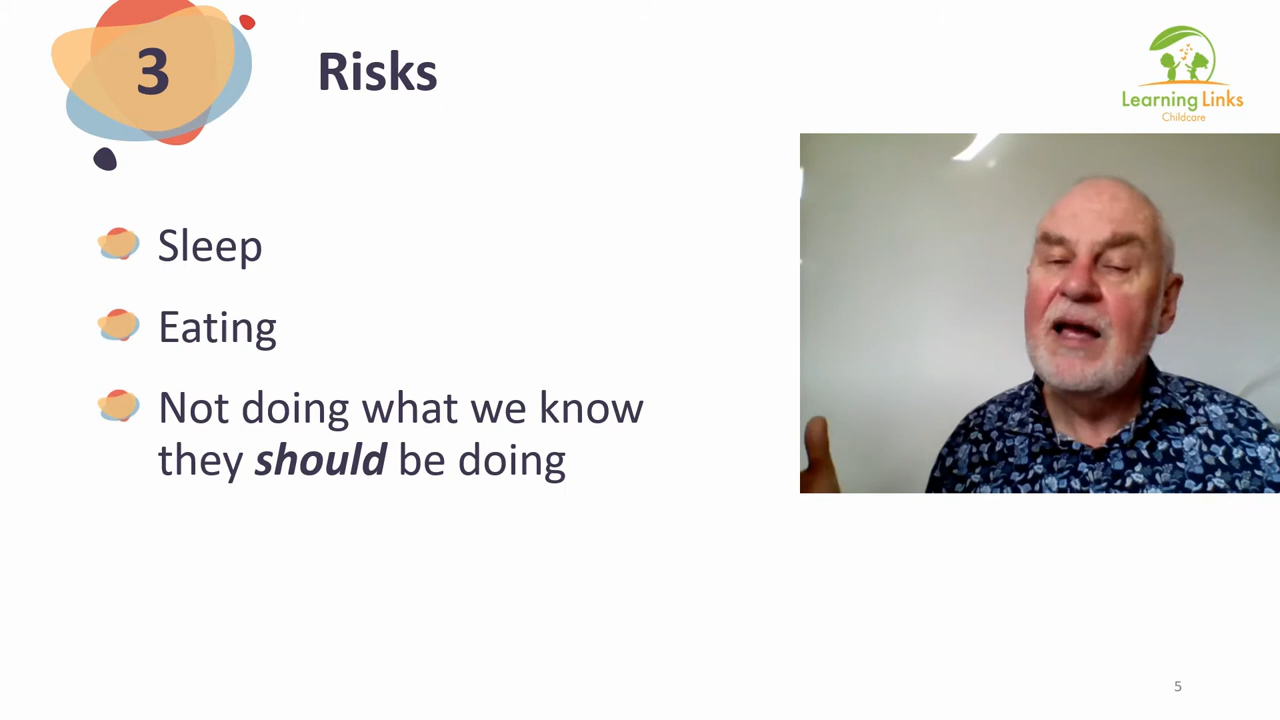 3
Risks
Learning Links
Childcare
Sleep
Eating
Not doing what we know
they should be doing
5